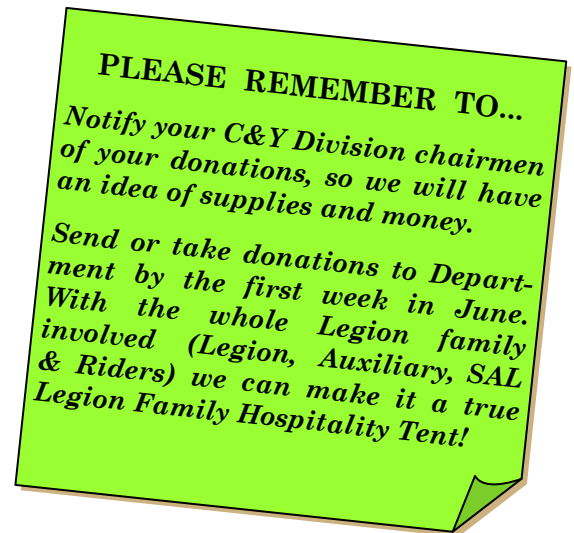 PLEASE REMEMBER TO...
Notify your C&Y Division chairmen
of your donations, so we will have
an idea of supplies and money.
Send or take donations to Depart-
ment by the first week in June.
With the whole Legion family
involved (Legion, Auxiliary, SAL
& Riders) we can make it a true
Legion Family Hospitality Tent!